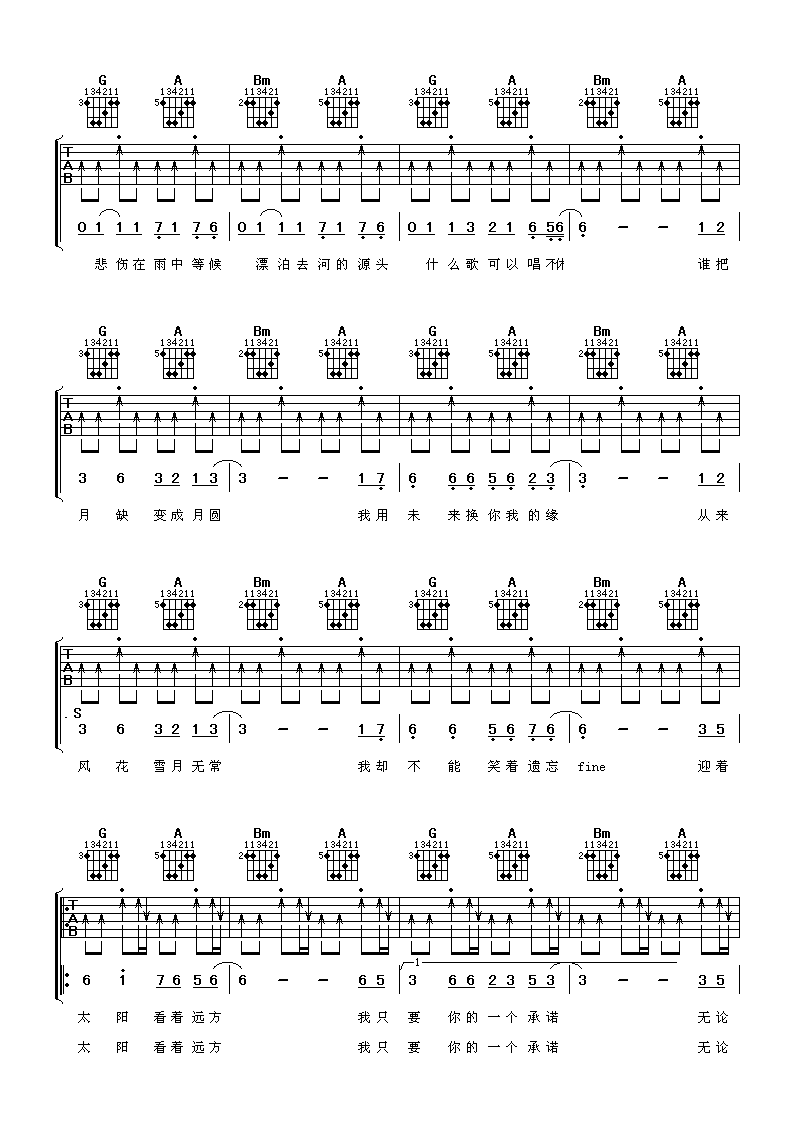 G A Bm A G A Bm A
134211 134211 113421 134211 134211 134211 113421 134211
3 5 2 5 3 5 2 5
T
A
B
0 1 1 1 7 1 7 6 0 1 1 1 7 1 7 6 0 1 1 3 2 1 6 56 6 - - 1 2
悲伤在雨中等候 漂泊去河的源头 什么歌可以唱不休 谁把
G A Bm A G A Bm A
134211 134211 113421 134211 134211 134211 113421 134211
3 5 2 5 3 5 2 5
T
A
B
3 6 3 2 1 3 3 - - 1 7 6 6 6 5 6 2 3 3 - - 1 2
月缺变成月圆 我用未来换你我的缘 从来
G A Bm A G A Bm A
134211 134211 113421 134211 134211 134211 113421 134211
3 5 2 5 3 5 2 5
T
A
B
.S
3 6 3 2 1 3 3 - - 1 7 6 6 5 6 7 6 6 - - 3 5
风花雪月无常 我却不能笑着遗忘 fine 迎着
G A Bm A G A Bm A
134211 134211 113421 134211 134211 134211 113421 134211
3 5 2 5 3 5 2 5
T
A
B
1
6 1 7 6 5 6 6 - - 6 5 3 6 6 2 3 5 3 3 - - 3 5
太阳看着远方 我只要你的一个承诺 无论
太阳看着远方 我只要你的一个承诺 无论